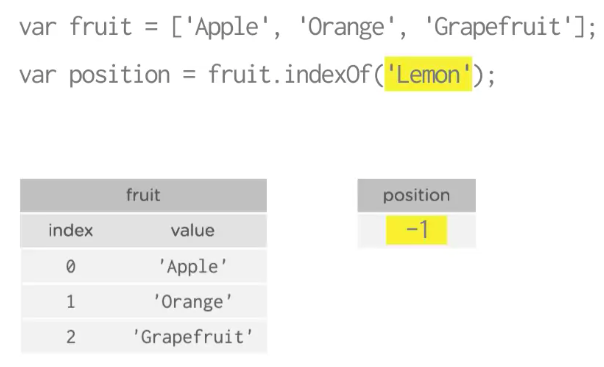 var fruit = ['Apple', 'Orange', 'Grapefruit'];
var position = fruit.indexOf('Lemon');
fruit
index value
0 'Apple'
1 'Orange'
2 'Grapefruit'
position
-1